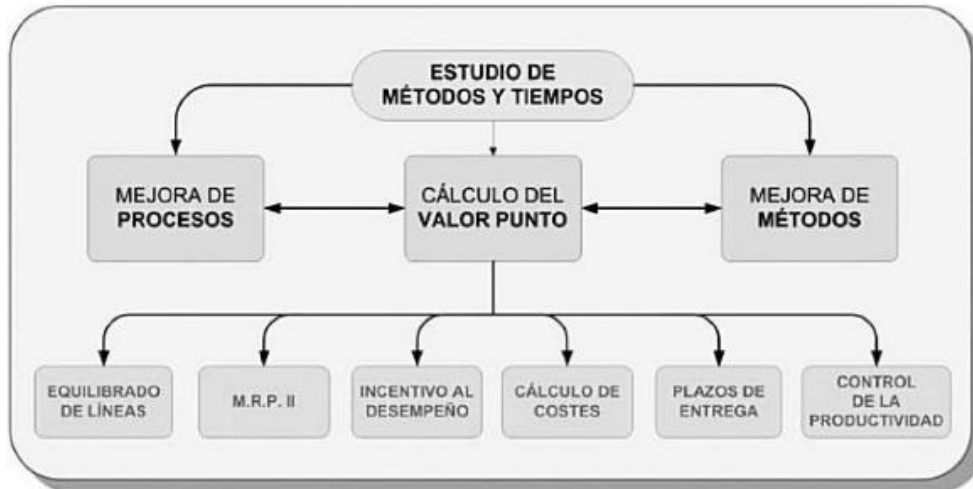 ESTUDIO DE
MÉTODOS Y TIEMPOS
MEJORA DE
PROCESOS
CÁLCULO DEL
VALOR PUNTO
MEJORA DE
MÉTODOS
EQUILIBRADO
DE LÍNEAS
M.R.P. II
INCENTIVO AL
DESEMPEÑO
CÁLCULO DE
COSTES
PLAZOS DE
ENTREGA
CONTROL
DE LA
PRODUCTIVIDAD